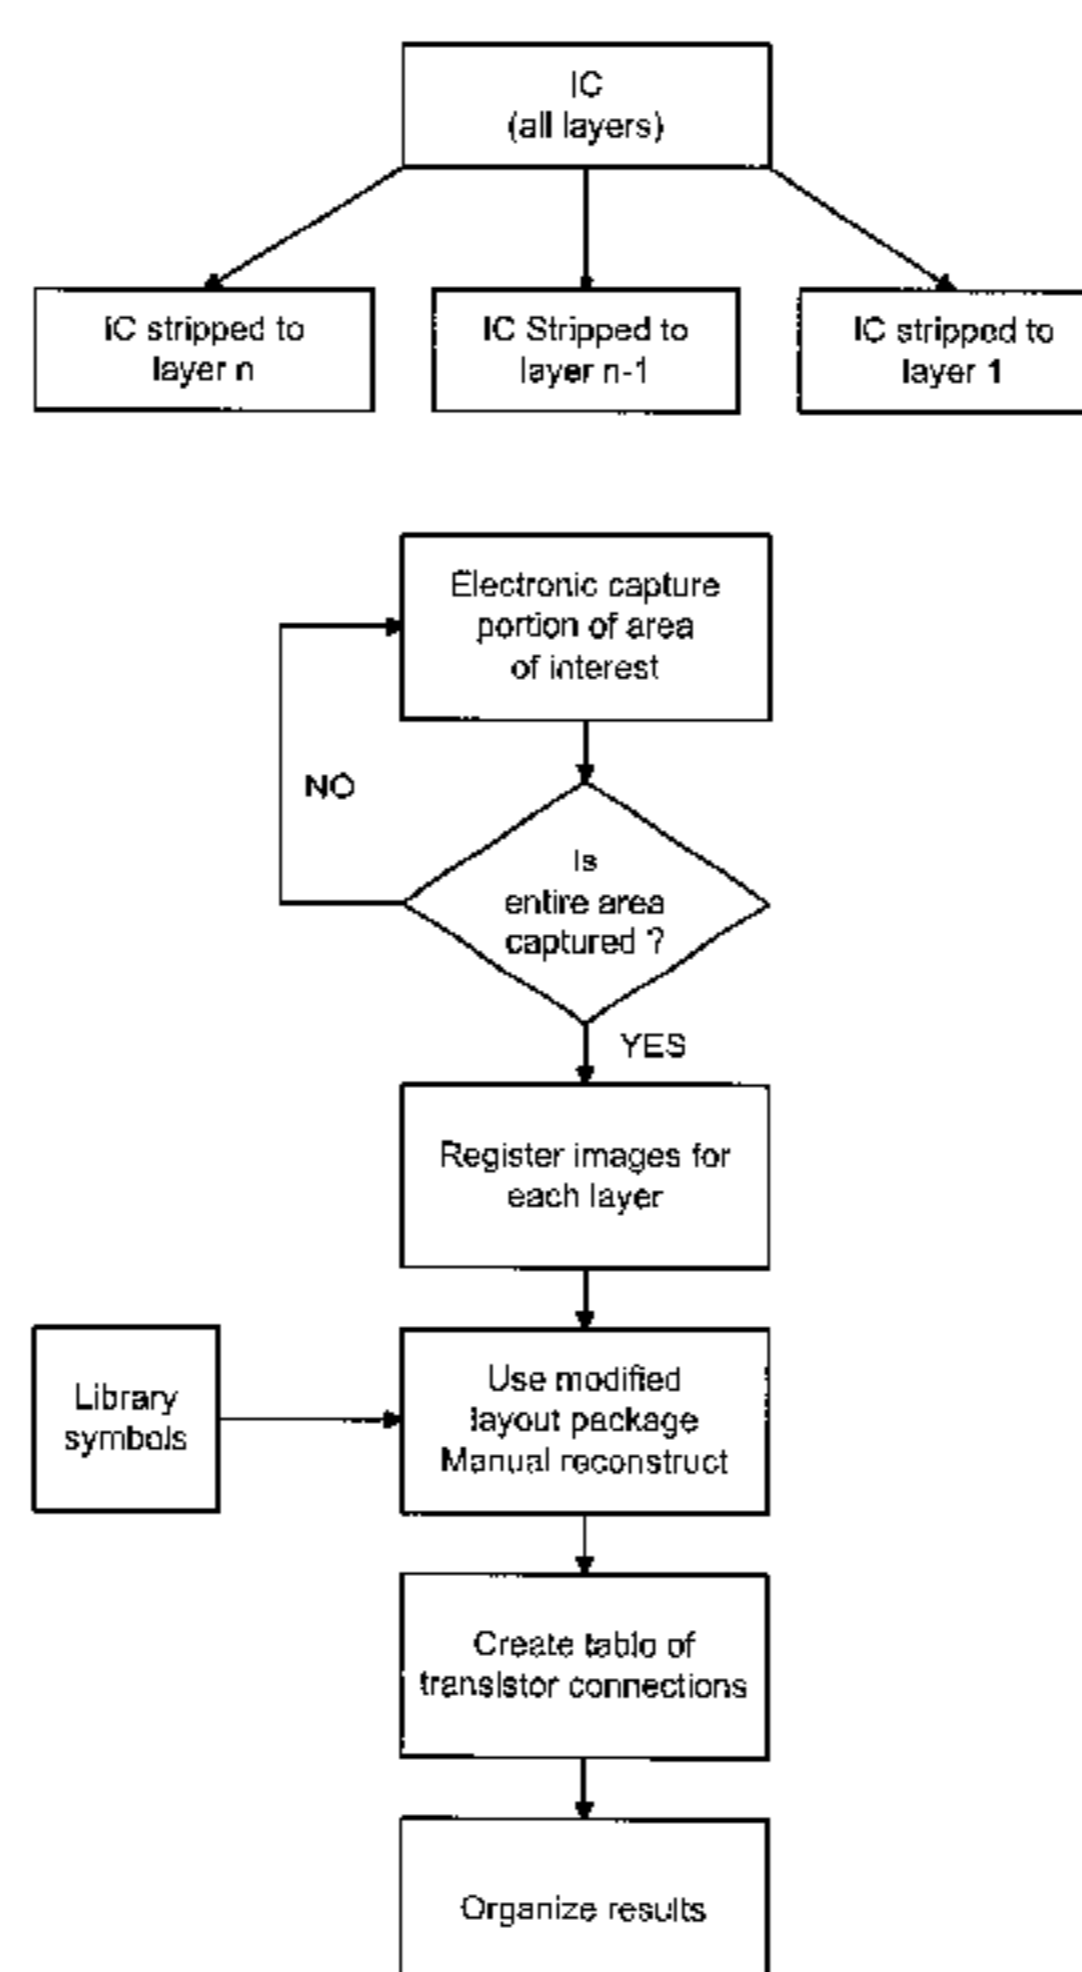 IC
(all layers)
IC stripped to
layer n
IC Stripped to
layer n-1
IC stripped to
layer 1
Electronic capture
portion of area
of interest
NO
Is
entire area
captured ?
YES
Register images for
each layer
Library
symbols
Use modified
layout package
Manual reconstruct
Create table of
transistor connections
Organize results